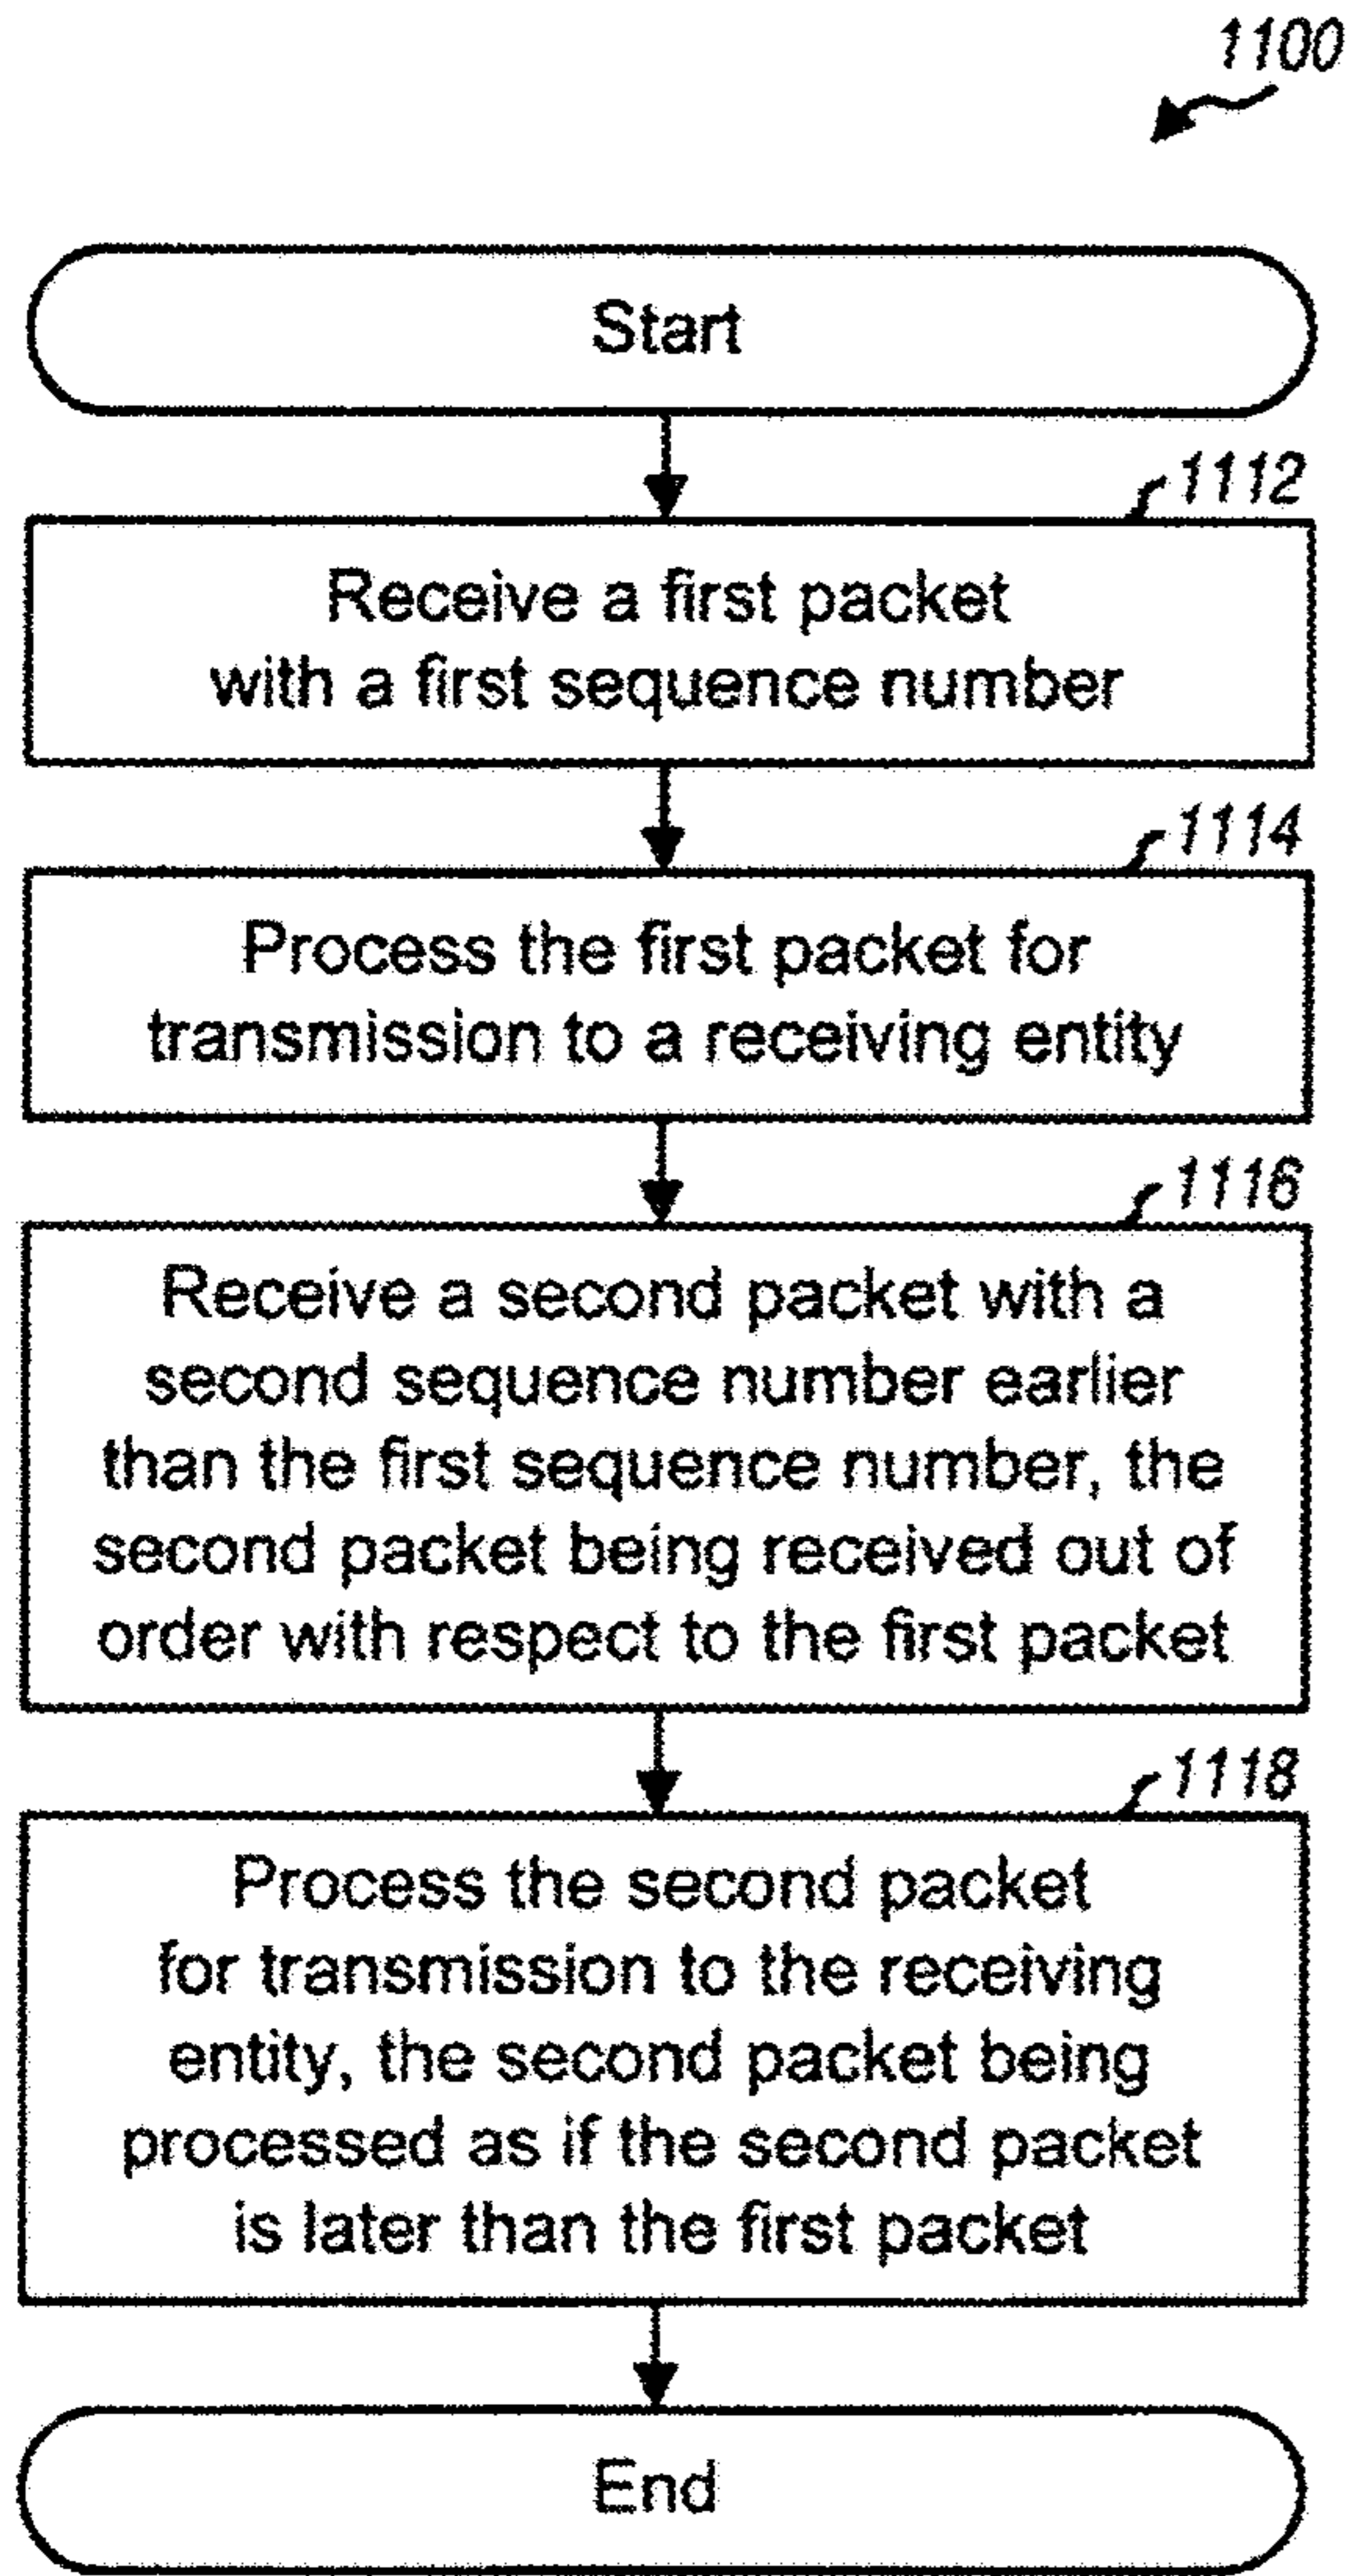 1100
Start
1112
Receive a first packet
with a first sequence number
1114
Process the first packet for
transmission to a receiving entity
1116
Receive a second packet with a
second sequence number earlier
than the first sequence number, the
second packet being received out of
order with respect to the first packet
1118
Process the second packet
for transmission to the receiving
entity, the second packet being
processed as if the second packet
is later than the first packet
End